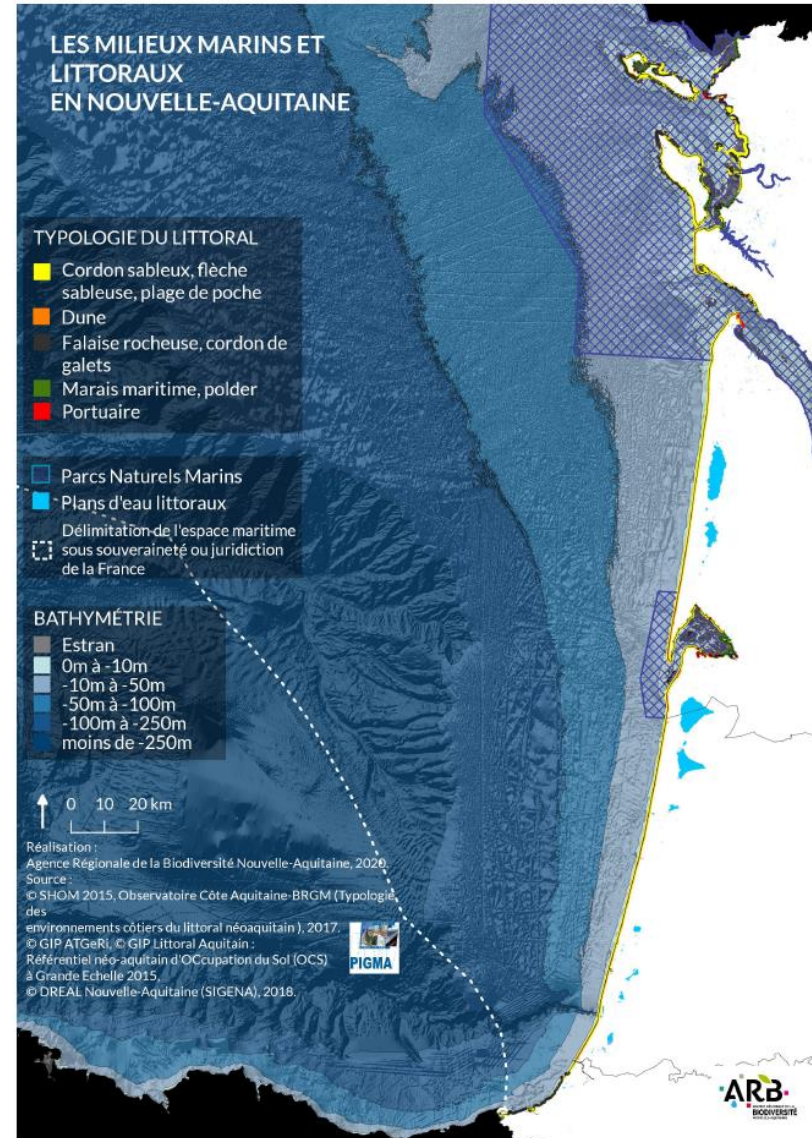 LES MILIEUX MARINS ET
LITTORAUX
EN NOUVELLE-AQUITAINE
TYPOLOGIE DU LITTORAL
Cordon sableux, flèche
sableuse, plage de poche
Dune
Falaise rocheuse, cordon de
galets
Marais maritime, polder
Portuaire
Parcs Naturels Marins
Plans d'eau littoraux
Délimitation de l'espace maritime
sous souveraineté ou juridiction
de la France
BATHYMÉTRIE
Estran
0m à -10m
-10m à -50m
-50m à -100m
-100m à -250m
moins de -250m
0 10 20 km
Réalisation :
Agence Régionale de la Biodiversité Nouvelle-Aquitaine, 2020.
Source :
© SHOM 2015, Observatoire Côte Aquitaine-BRGM (Typologie
des
environnements côtiers du littoral néoaquitain ), 2017.
© GIP ATGeRi, © GIP Littoral Aquitain :
Référentiel néo-aquitain d'OCcupation du Sol (OCS)
à Grande Echelle 2015,
© DREAL Nouvelle-Aquitaine (SIGENA), 2018.
PIGMA
ARB
BIODIVERSITÉ